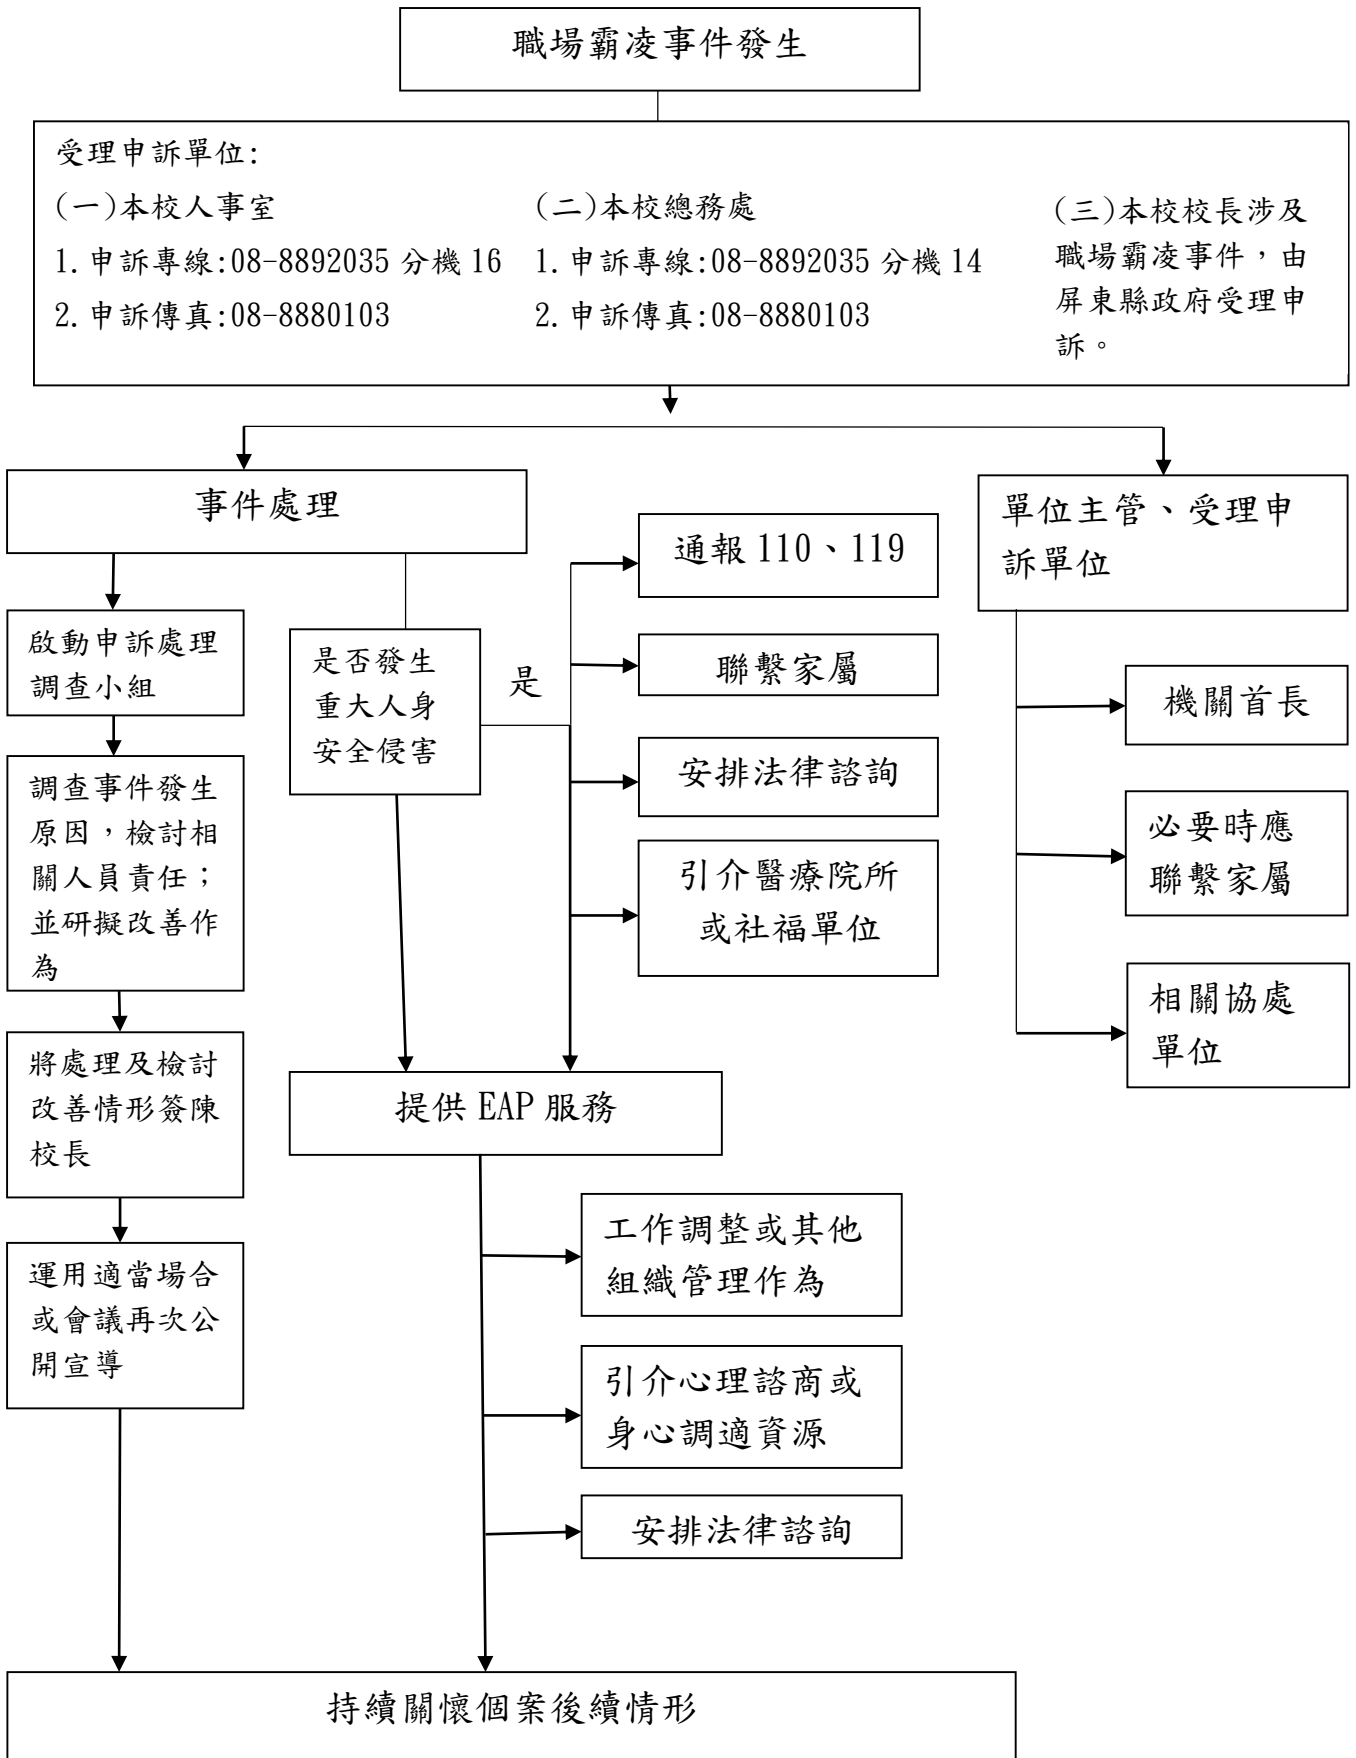 職場霸凌事件發生
受理申訴單位:
(一)本校人事室
1.申訴專線:08-8892035 分機 16
2.申訴傳真:08-8880103
(二)本校總務處
1.申訴專線:08-8892035 分機 14
2.申訴傳真:08-8880103
(三)本校校長涉及
職場霸凌事件，由
屏東縣政府受理申
訴。
事件處理
啟動申訴處理
調查小組
調查事件發生
原因，檢討相
關人員責任；
並研擬改善作
為
將處理及檢討
改善情形簽陳
校長
運用適當場合
或會議再次公
開宣導
是否發生
重大人身
安全侵害
是
通報 110、119
聯繫家屬
安排法律諮詢
引介醫療院所
或社福單位
單位主管、受理申
訴單位
機關首長
必要時應
聯繫家屬
相關協處
單位
提供 EAP 服務
工作調整或其他
組織管理作為
引介心理諮商或
身心調適資源
安排法律諮詢
持續關懷個案後續情形